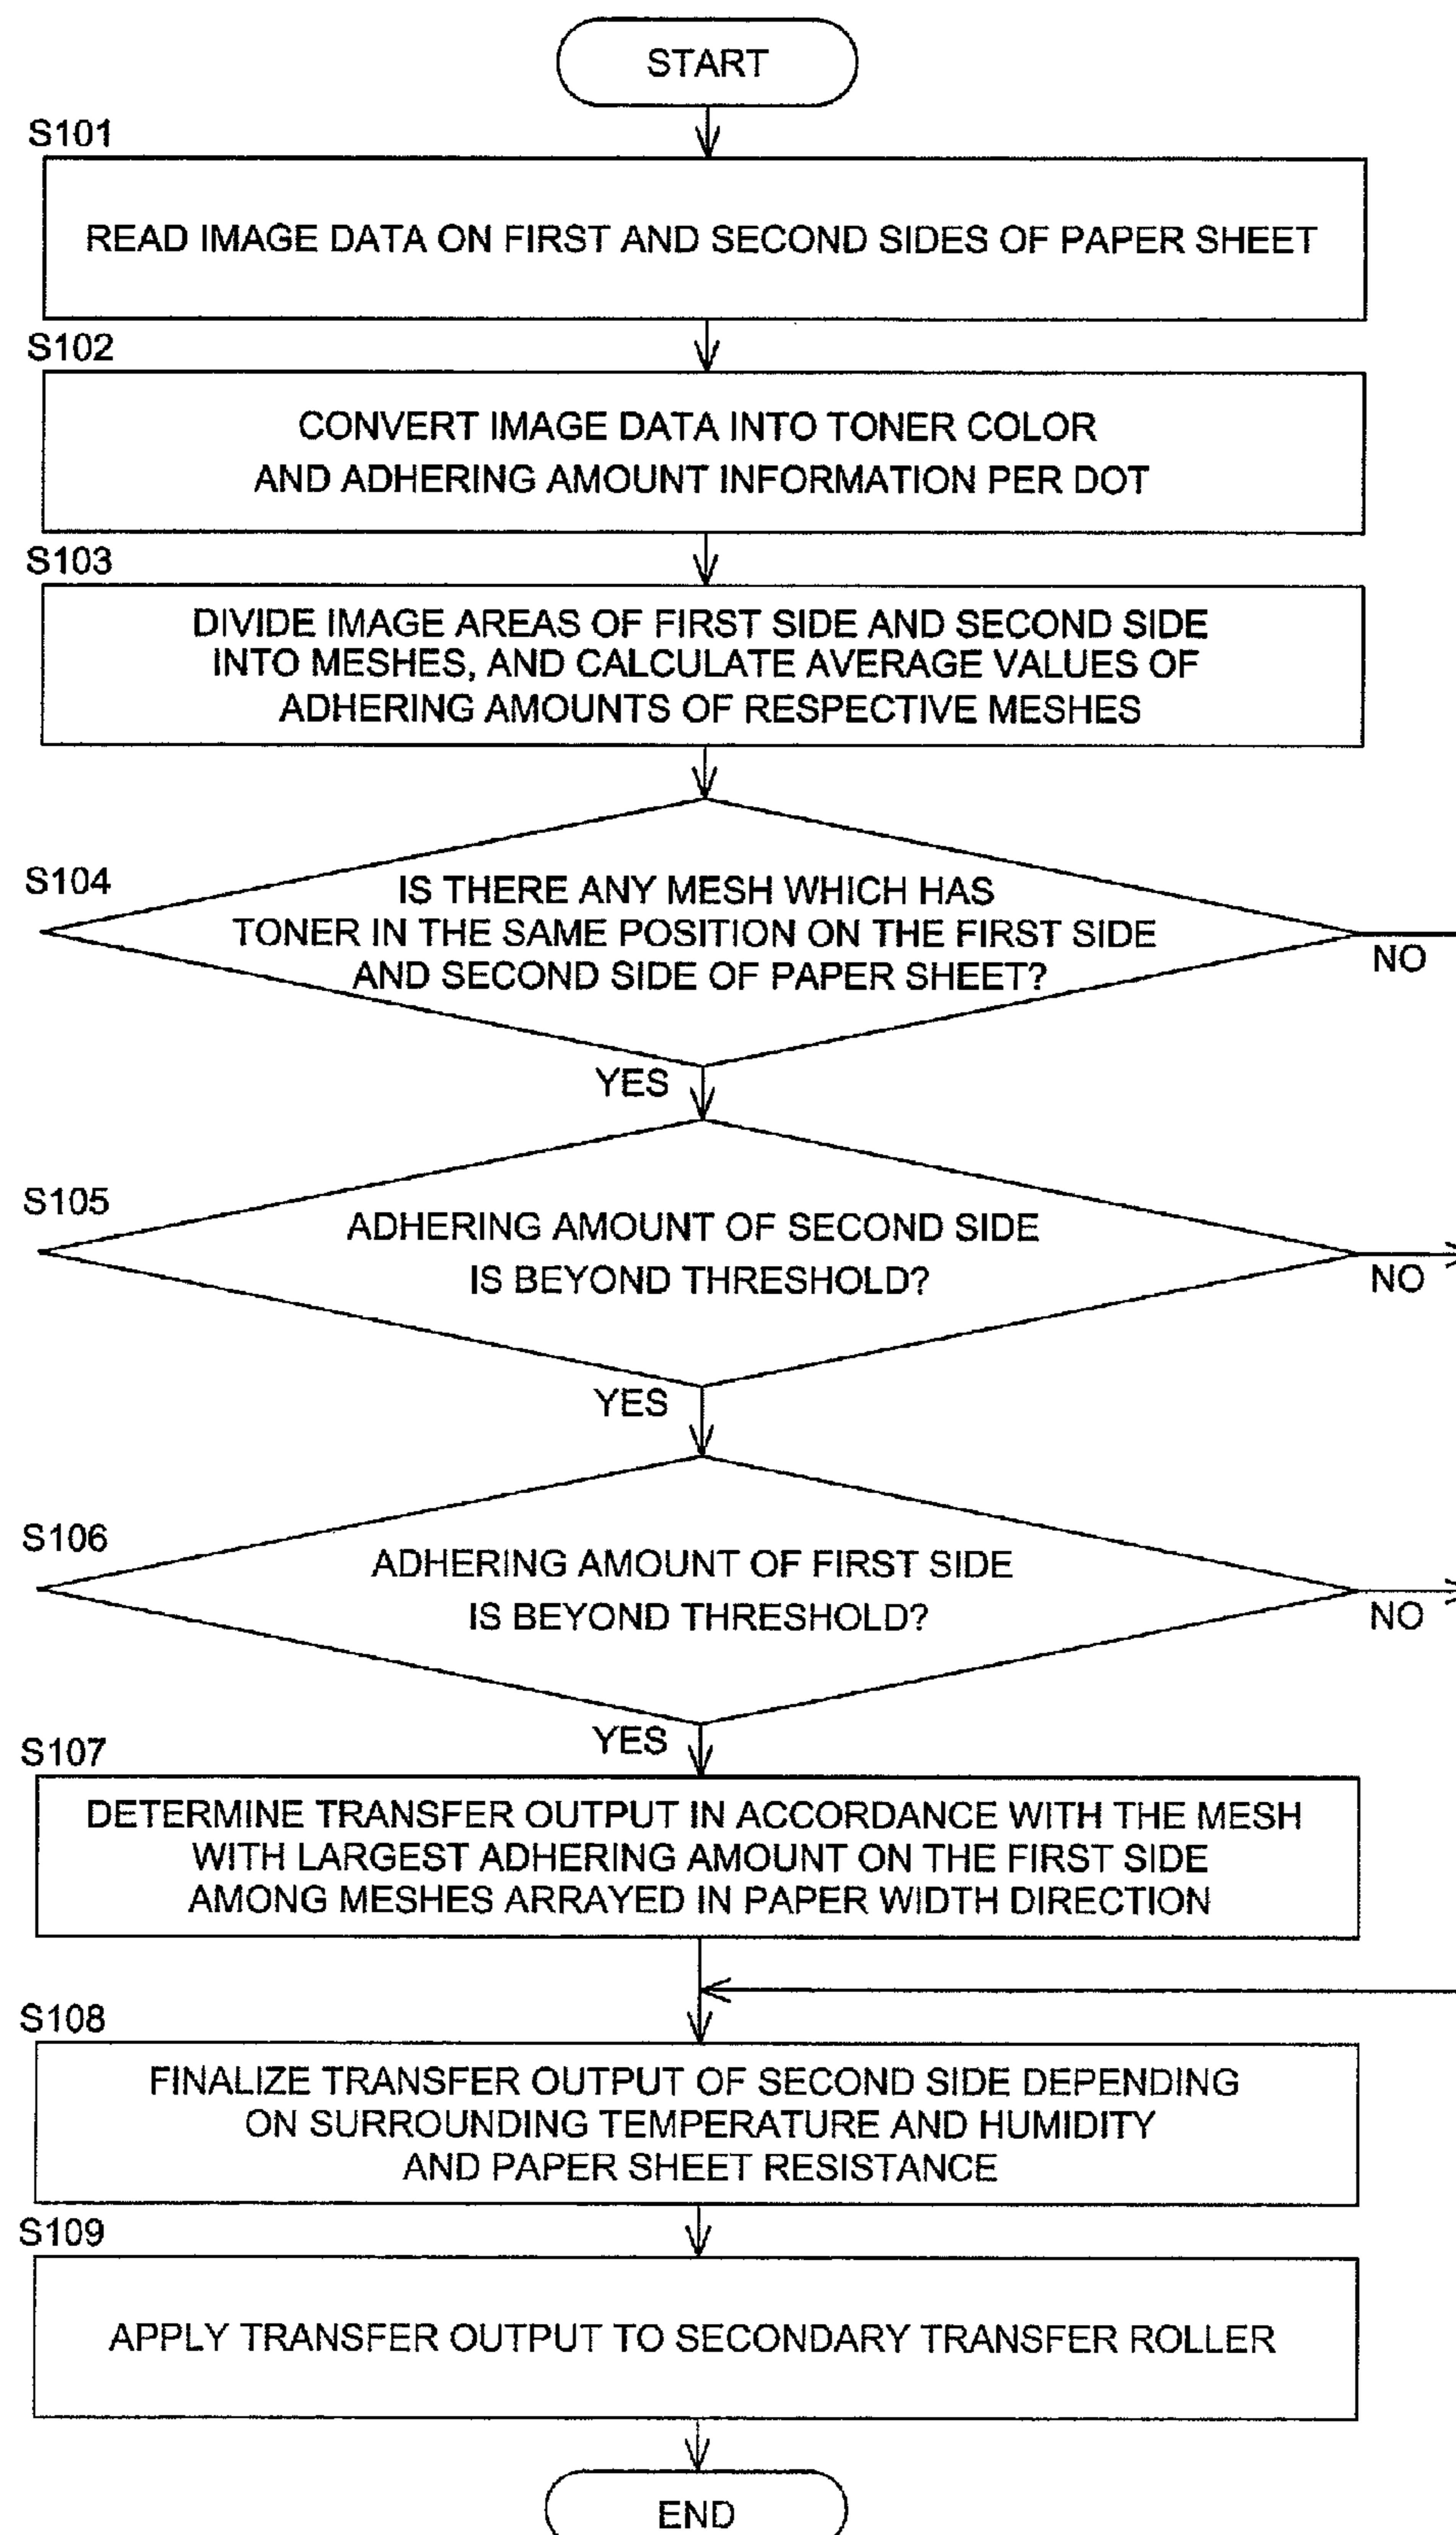 START
S101
READ IMAGE DATA ON FIRST AND SECOND SIDES OF PAPER SHEET
S102
CONVERT IMAGE DATA INTO TONER COLOR
AND ADHERING AMOUNT INFORMATION PER DOT
S103
DIVIDE IMAGE AREAS OF FIRST SIDE AND SECOND SIDE
INTO MESHES, AND CALCULATE AVERAGE VALUES OF
ADHERING AMOUNTS OF RESPECTIVE MESHES
S104
IS THERE ANY MESH WHICH HAS
TONER IN THE SAME POSITION ON THE FIRST SIDE
AND SECOND SIDE OF PAPER SHEET?
NO
YES
S105
ADHERING AMOUNT OF SECOND SIDE
IS BEYOND THRESHOLD?
NO
YES
S106
ADHERING AMOUNT OF FIRST SIDE
IS BEYOND THRESHOLD?
NO
YES
S107
DETERMINE TRANSFER OUTPUT IN ACCORDANCE WITH THE MESH
WITH LARGEST ADHERING AMOUNT ON THE FIRST SIDE
AMONG MESHES ARRAYED IN PAPER WIDTH DIRECTION
S108
FINALIZE TRANSFER OUTPUT OF SECOND SIDE DEPENDING
ON SURROUNDING TEMPERATURE AND HUMIDITY
AND PAPER SHEET RESISTANCE
S109
APPLY TRANSFER OUTPUT TO SECONDARY TRANSFER ROLLER
END